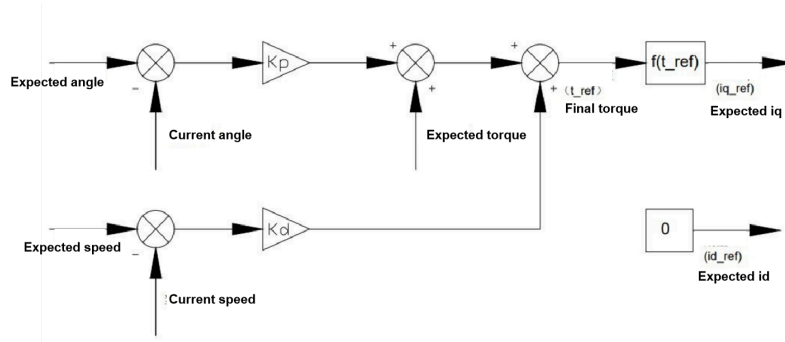 Expected angle
−
Current angle
Kp
+
+
Expected torque
+
+
(t_ref)
Final torque
f(t_ref)
(iq_ref)
Expected iq
Expected speed
−
Current speed
Kd
0
(id_ref)
Expected id